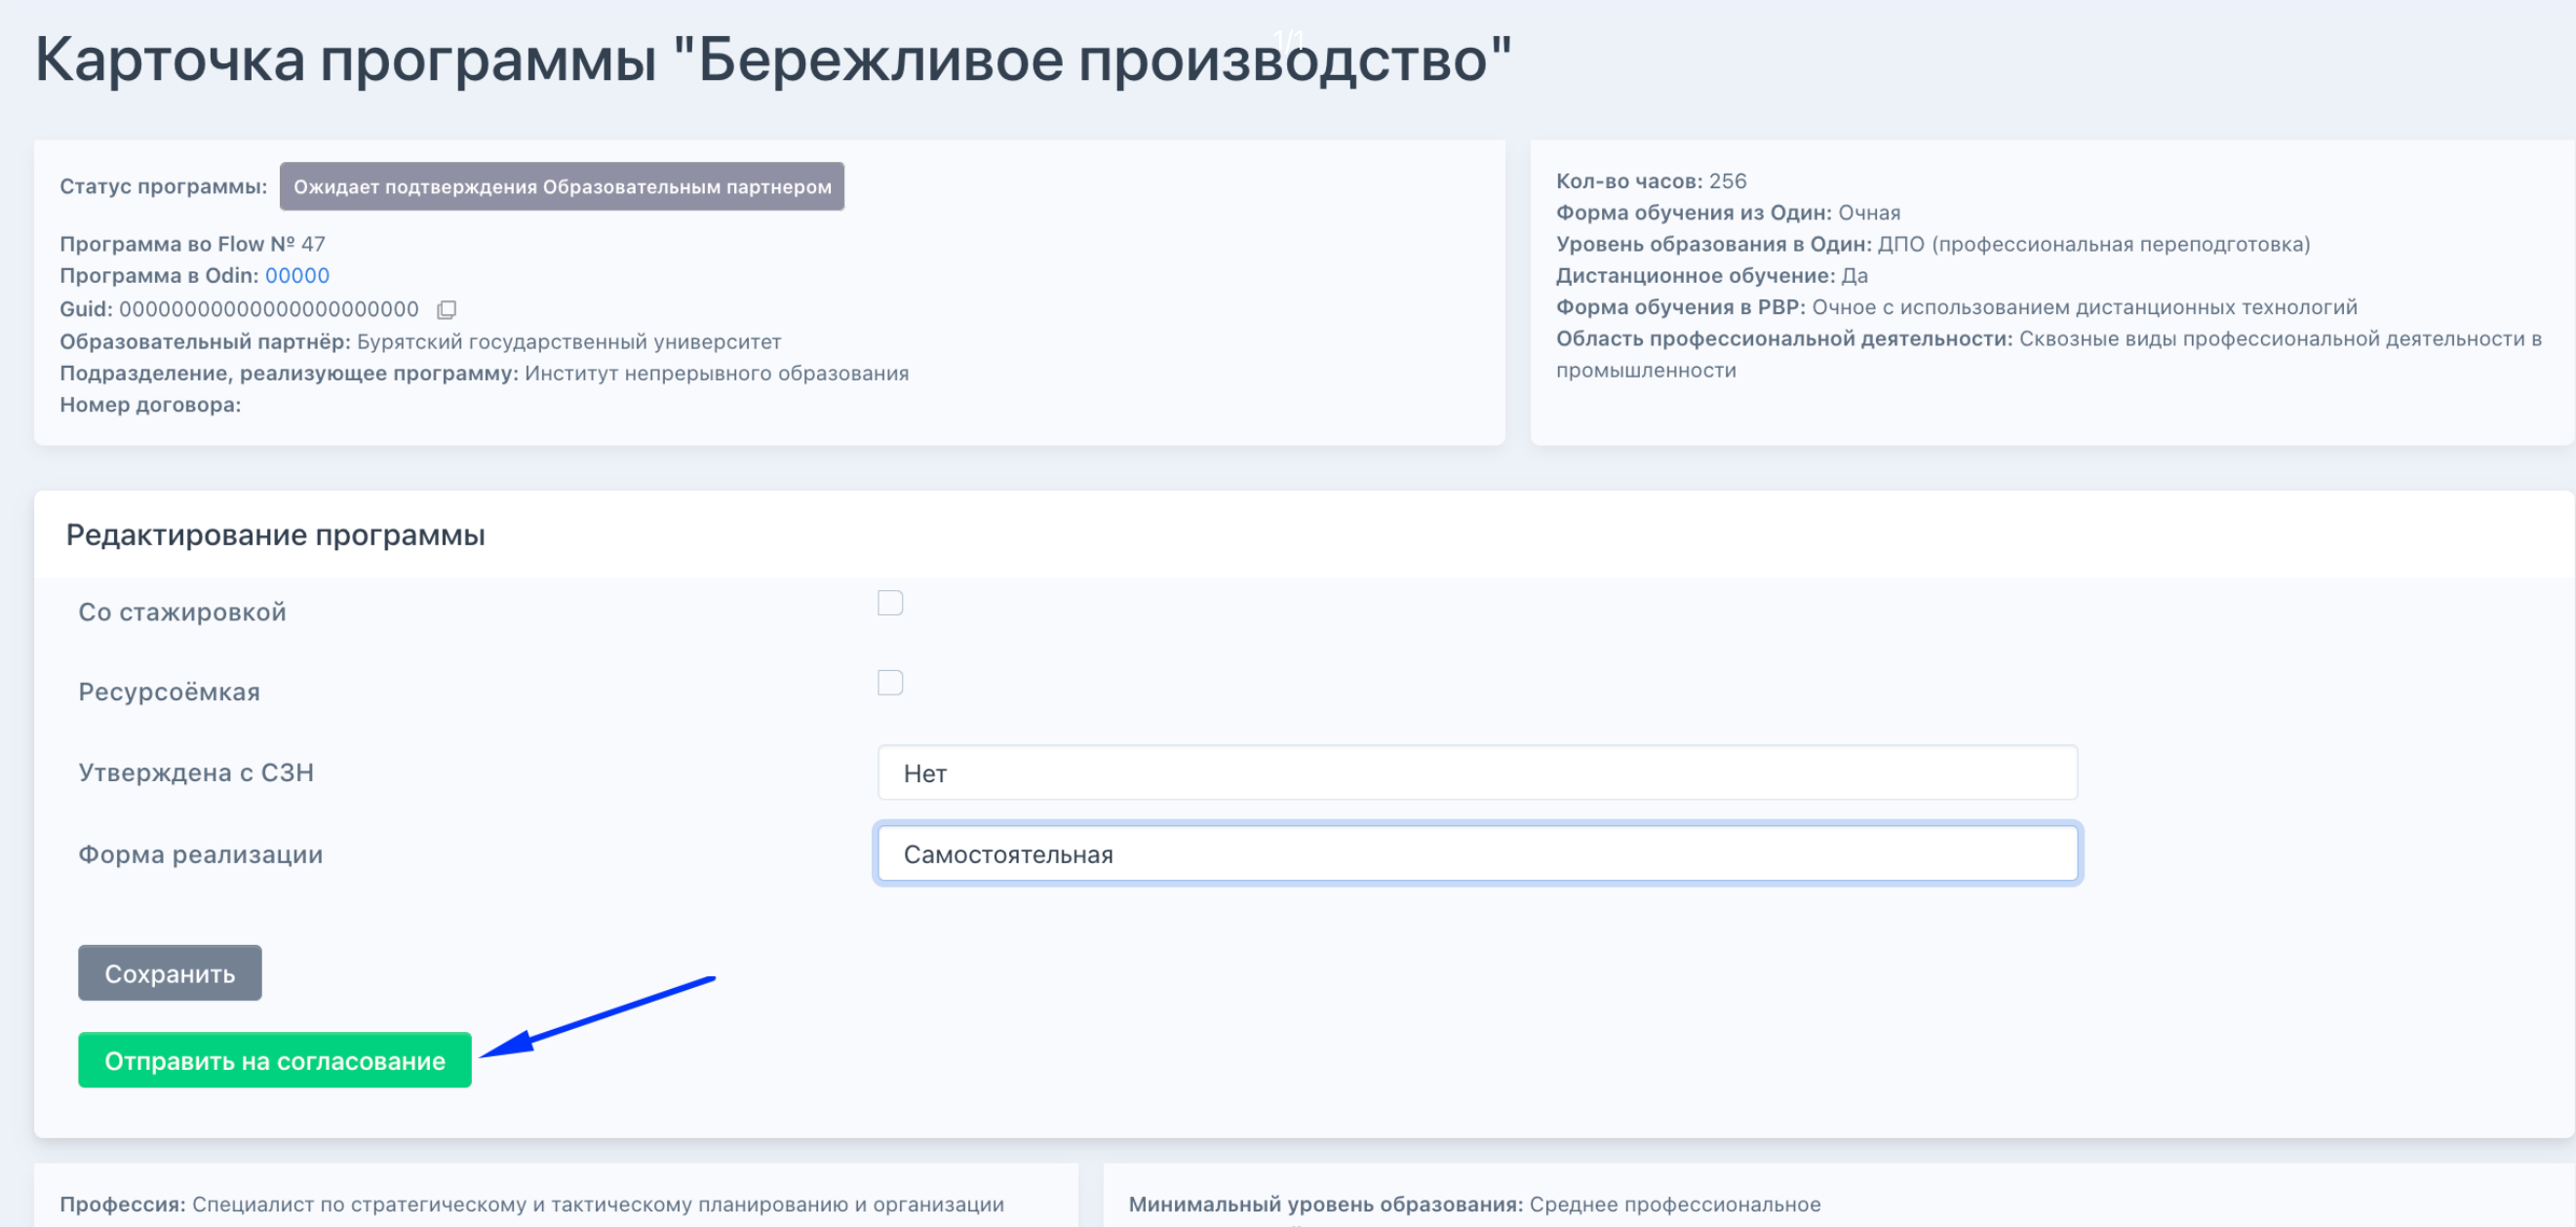 Карточка программы "Бережливое производство"
1/1
Статус программы: Ожидает подтверждения Образовательным партнером
Программа во Flow № 47
Программа в Odin: 00000
Guid: 000000000000000000000000
Образовательный партнёр: Бурятский государственный университет
Подразделение, реализующее программу: Институт непрерывного образования
Номер договора:
Кол-во часов: 256
Форма обучения из Один: Очная
Уровень образования в Один: ДПО (профессиональная переподготовка)
Дистанционное обучение: Да
Форма обучения в РВР: Очное с использованием дистанционных технологий
Область профессиональной деятельности: Сквозные виды профессиональной деятельности в
промышленности
Редактирование программы
Со стажировкой
Ресурсоёмкая
Утверждена с СЗН
Нет
Форма реализации
Самостоятельная
Сохранить
Отправить на согласование
Профессия: Специалист по стратегическому и тактическому планированию и организации
Минимальный уровень образования: Среднее профессиональное